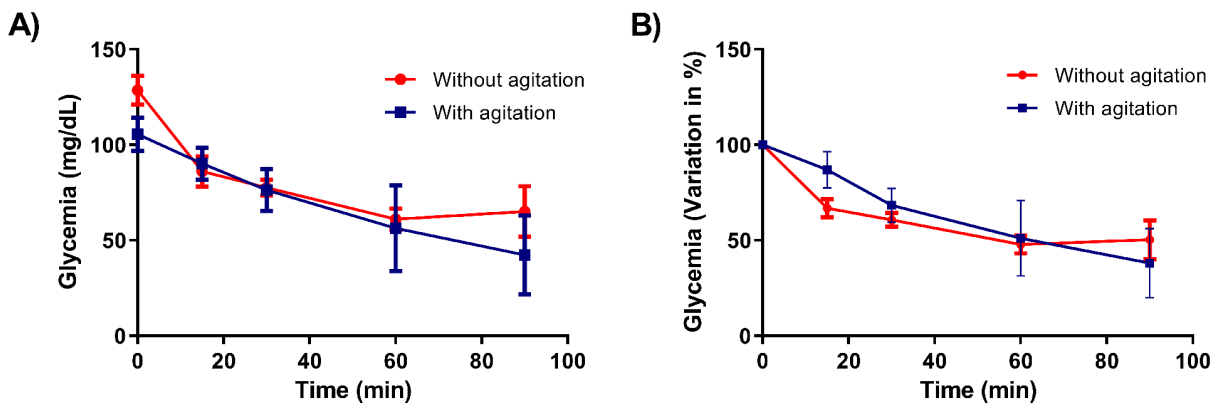 A)
Glycemia (mg/dL)
150
100
50
0
0 20 40 60 80 100
Time (min)
Without agitation
With agitation
B)
Glycemia (Variation in %)
150
100
50
0
0 20 40 60 80 100
Time (min)
Without agitation
With agitation